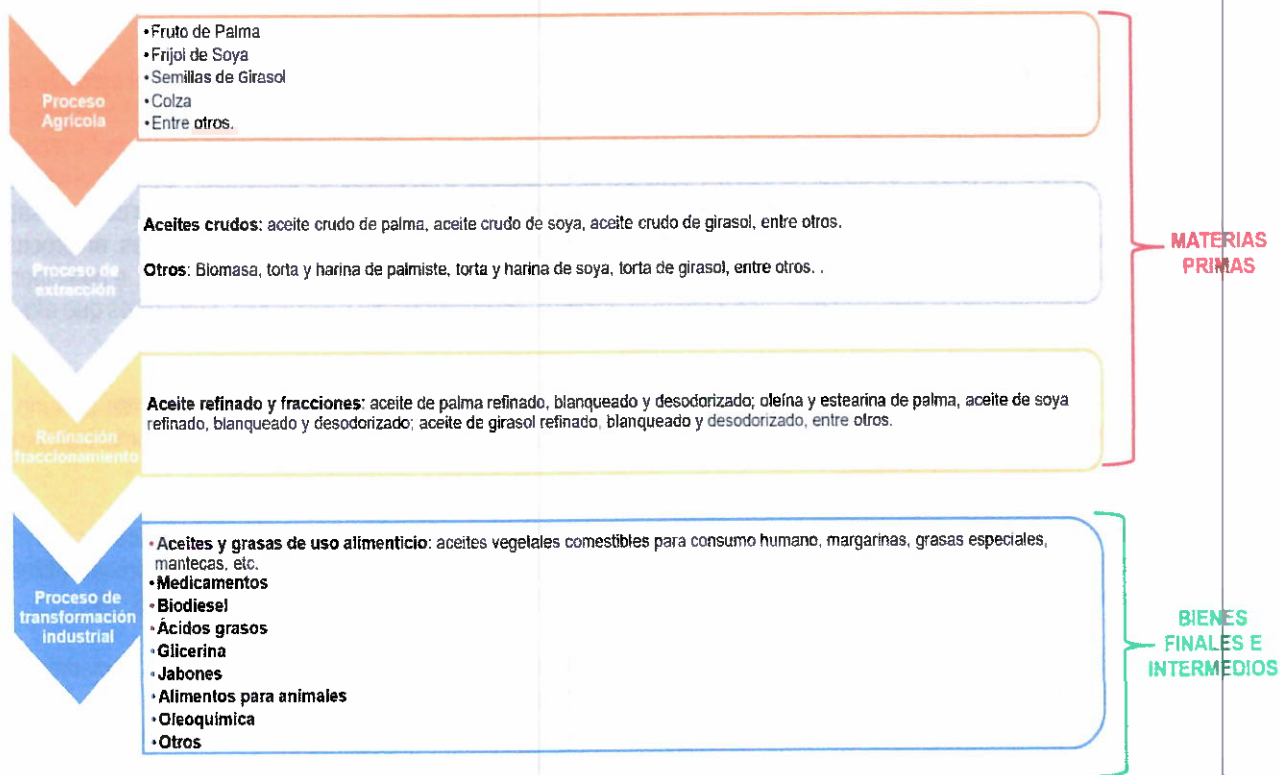 Proceso
Agrícola
•Fruto de Palma
•Frijol de Soya
•Semillas de Girasol
•Colza
•Entre otros.
Proceso de
extracción
Aceites crudos: aceite crudo de palma, aceite crudo de soya, aceite crudo de girasol, entre otros.
Otros: Biomasa, torta y harina de palmiste, torta y harina de soya, torta de girasol, entre otros. .
MATERIAS
PRIMAS
Refinación
fraccionamiento
Aceite refinado y fracciones: aceite de palma refinado, blanqueado y desodorizado; oleína y estearina de palma, aceite de soya
refinado, blanqueado y desodorizado; aceite de girasol refinado, blanqueado y desodorizado, entre otros.
Proceso de
transformación
industrial
•Aceites y grasas de uso alimenticio: aceites vegetales comestibles para consumo humano, margarinas, grasas especiales,
mantecas, etc.
•Medicamentos
•Biodiesel
•Ácidos grasos
•Glicerina
•Jabones
•Alimentos para animales
•Oleoquímica
•Otros
BIENES
FINALES E
INTERMEDIOS